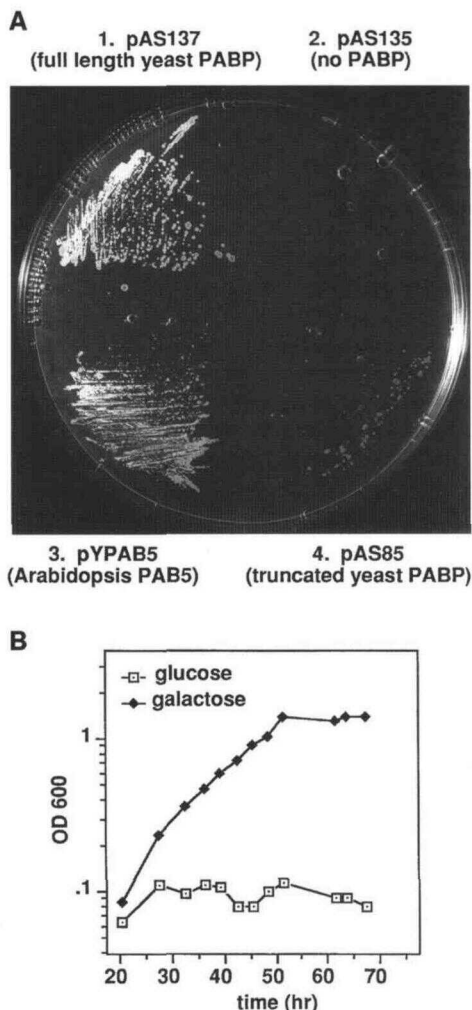 A
1. pAS137
(full length yeast PABP)
2. pAS135
(no PABP)
3. pYPAB5
(Arabidopsis PAB5)
4. pAS85
(truncated yeast PABP)
B
glucose
galactose
OD 600
1
.1
20 30 40 50 60 70
time (hr)